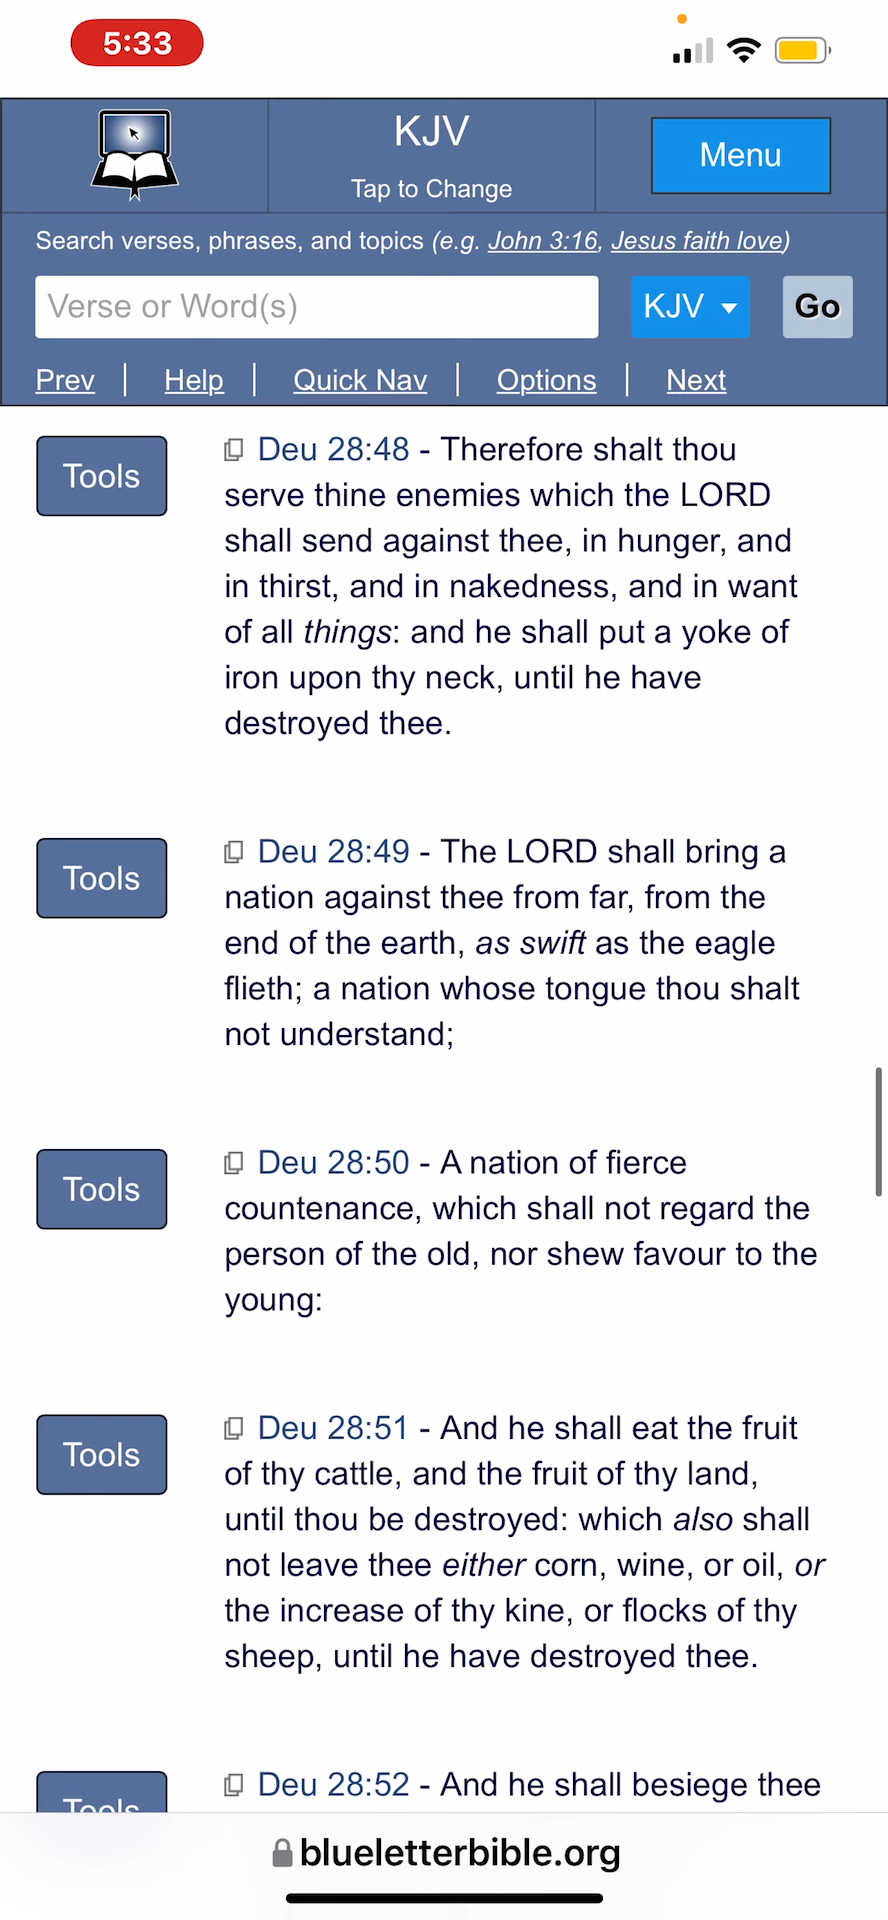 5:33
KJV
Tap to Change
Menu
Search verses, phrases, and topics (e.g. John 3:16, Jesus faith love)
Verse or Word(s)
KJV
Go
Prev | Help | Quick Nav | Options | Next
Tools
Deu 28:48 - Therefore shalt thou
serve thine enemies which the LORD
shall send against thee, in hunger, and
in thirst, and in nakedness, and in want
of all things: and he shall put a yoke of
iron upon thy neck, until he have
destroyed thee.
Tools
Deu 28:49 - The LORD shall bring a
nation against thee from far, from the
end of the earth, as swift as the eagle
flieth; a nation whose tongue thou shalt
not understand;
Tools
Deu 28:50 - A nation of fierce
countenance, which shall not regard the
person of the old, nor shew favour to the
young:
Tools
Deu 28:51 - And he shall eat the fruit
of thy cattle, and the fruit of thy land,
until thou be destroyed: which also shall
not leave thee either corn, wine, or oil, or
the increase of thy kine, or flocks of thy
sheep, until he have destroyed thee.
Tools
Deu 28:52 - And he shall besiege thee
blueletterbible.org